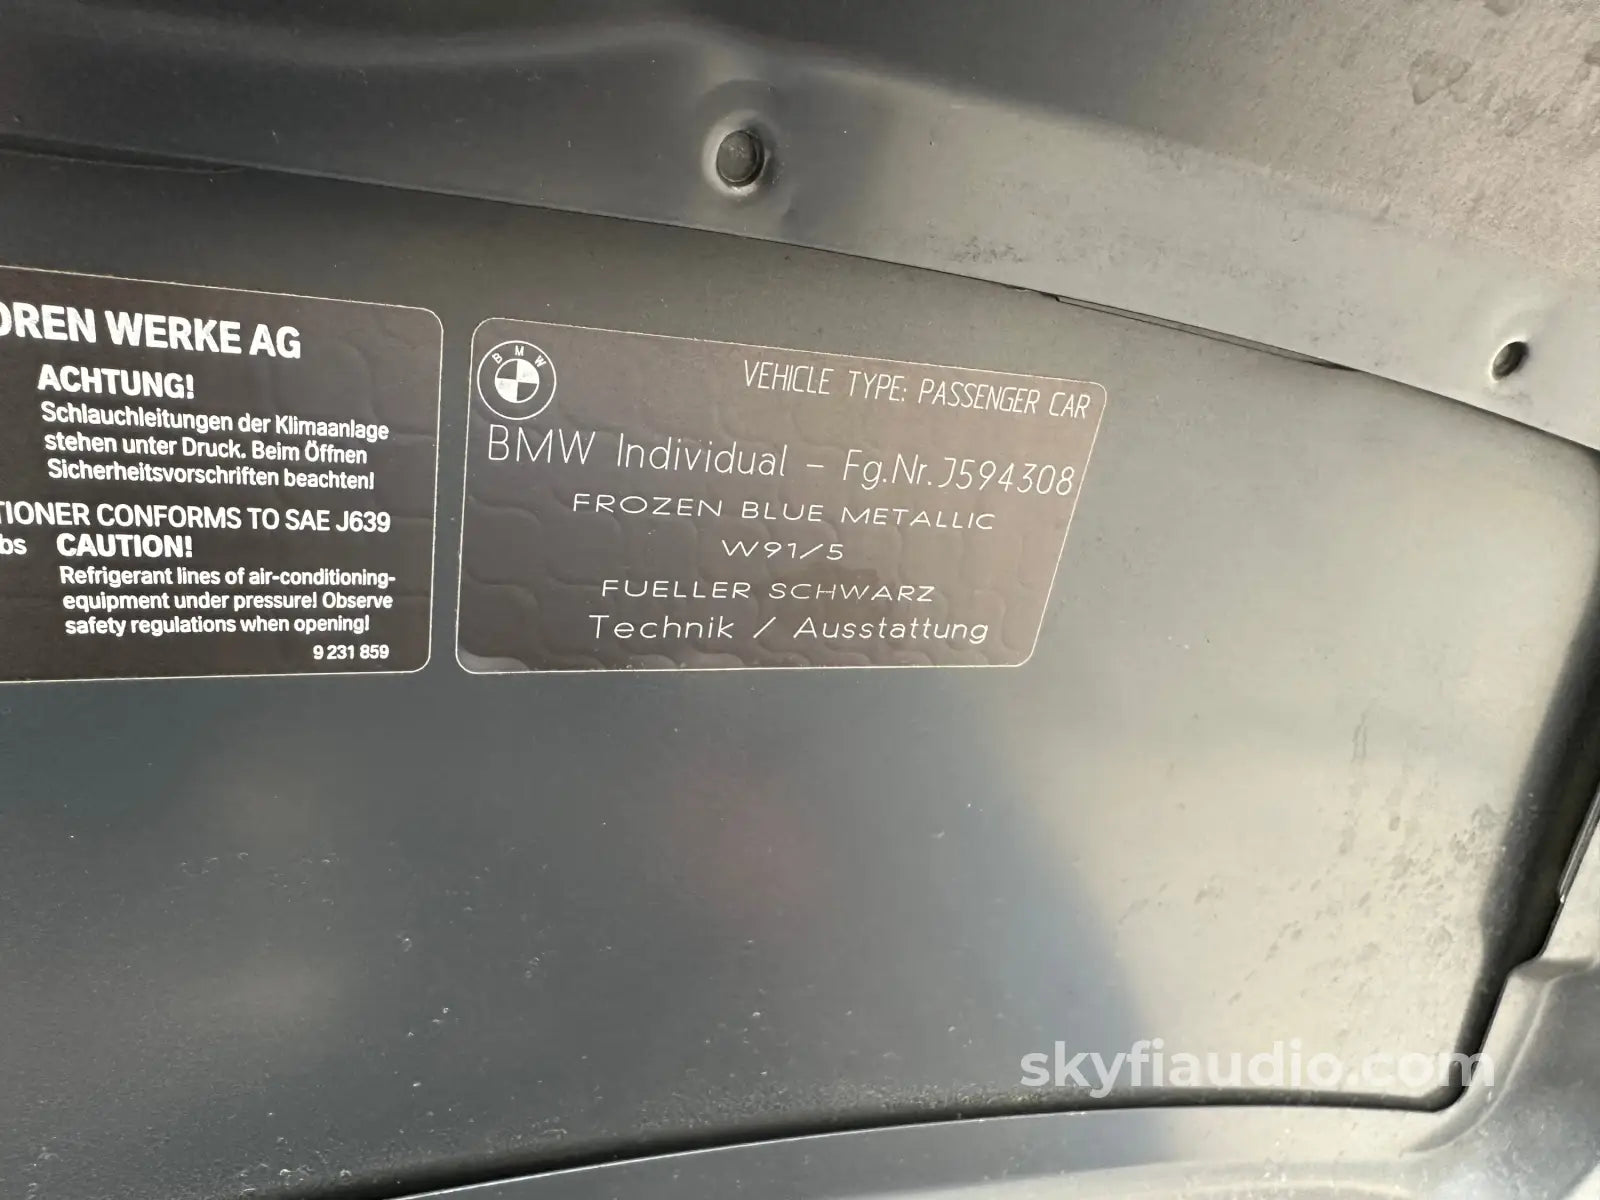 OREN WERKE AG
ACHTUNG!
Schlauchleitungen der Klimaanlage
stehen unter Druck. Beim Öffnen
Sicherheitsvorschriften beachten!
TIONER CONFORMS TO SAE J639
bs CAUTION!
Refrigerant lines of air-conditioning-
equipment under pressure! Observe
safety regulations when opening!
9 231 859
BMW
VEHICLE TYPE: PASSENGER CAR
BMW Individual - Fg.Nr.J594308
FROZEN BLUE METALLIC
W91/5
FUELLER SCHWARZ
Technik / Ausstattung
skyfiaudio.com